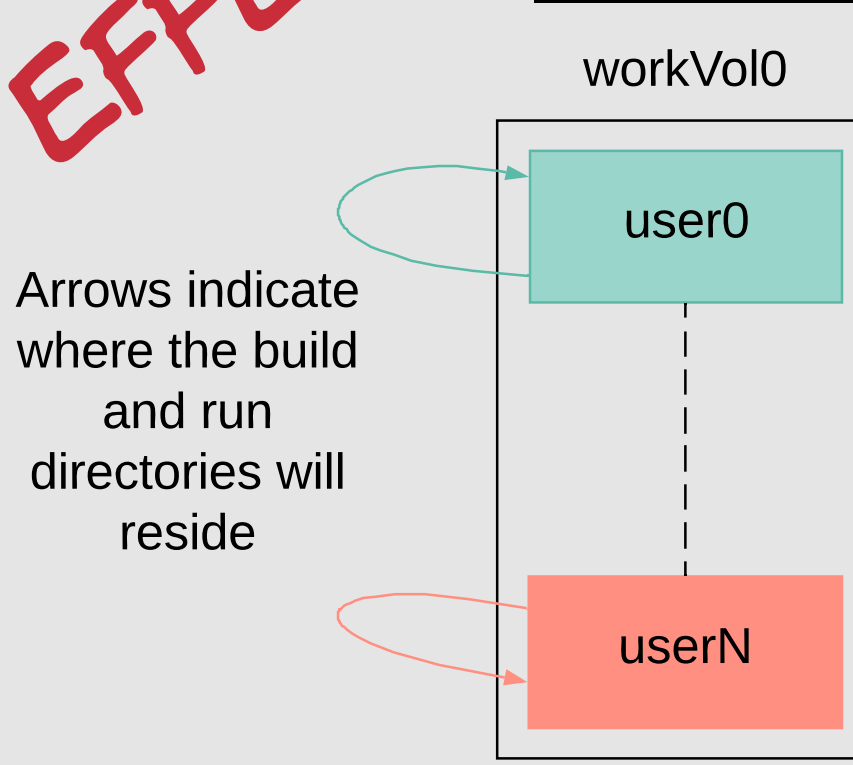 workVol0
user0
Arrows indicate
where the build
and run
directories will
reside
userN